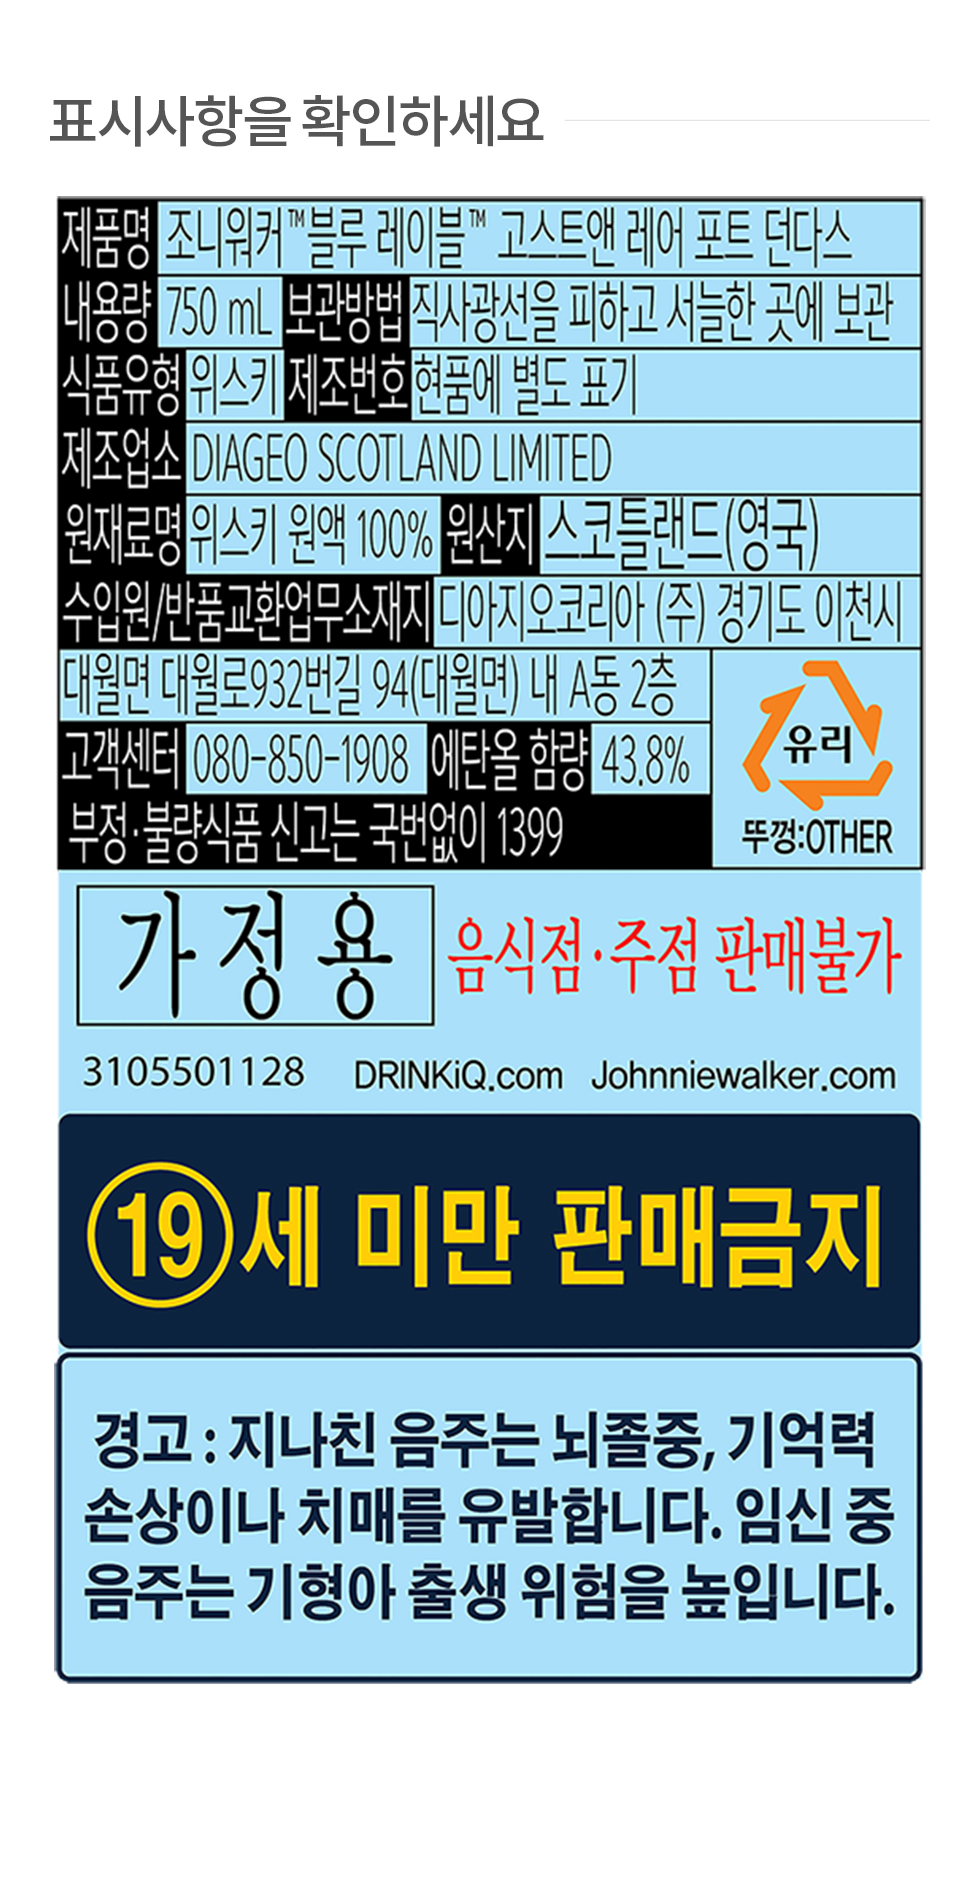 표시사항을 확인하세요
제품명 조니워커™블루 레이블™ 고스트앤 레어 포트 던다스
내용량 750 mL 보관방법 직사광선을 피하고 서늘한 곳에 보관
식품유형 위스키 제조번호 현품에 별도 표기
제조업소 DIAGEO SCOTLAND LIMITED
원재료명 위스키 원액 100% 원산지 스코틀랜드(영국)
수입원/반품교환업무소재지 디아지오코리아 (주) 경기도 이천시
대월면 대월로932번길 94(대월면) 내 A동 2층
고객센터 080-850-1908 에탄올 함량 43.8%
부정·불량식품 신고는 국번없이 1399
유리
뚜껑:OTHER
가정용 음식점·주점 판매불가
3105501128 DRINKiQ.com Johnniewalker.com
19세 미만 판매금지
경고 : 지나친 음주는 뇌졸중, 기억력
손상이나 치매를 유발합니다. 임신 중
음주는 기형아 출생 위험을 높입니다.